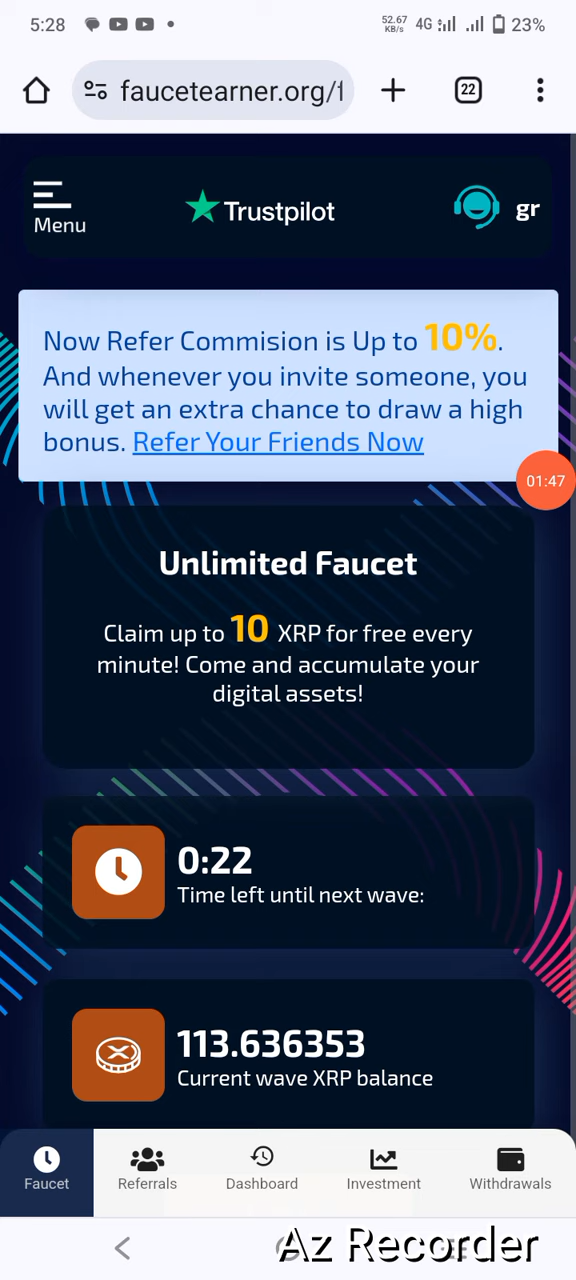 5:28
52.67
KB/s
4G
23%
faucetearner.org/f
22
Menu
Trustpilot
gr
Now Refer Commision is Up to 10%.
And whenever you invite someone, you
will get an extra chance to draw a high
bonus. Refer Your Friends Now
01:47
Unlimited Faucet
Claim up to 10 XRP for free every
minute! Come and accumulate your
digital assets!
0:22
Time left until next wave:
113.636353
Current wave XRP balance
Faucet
Referrals
Dashboard
Investment
Withdrawals
Az Recorder